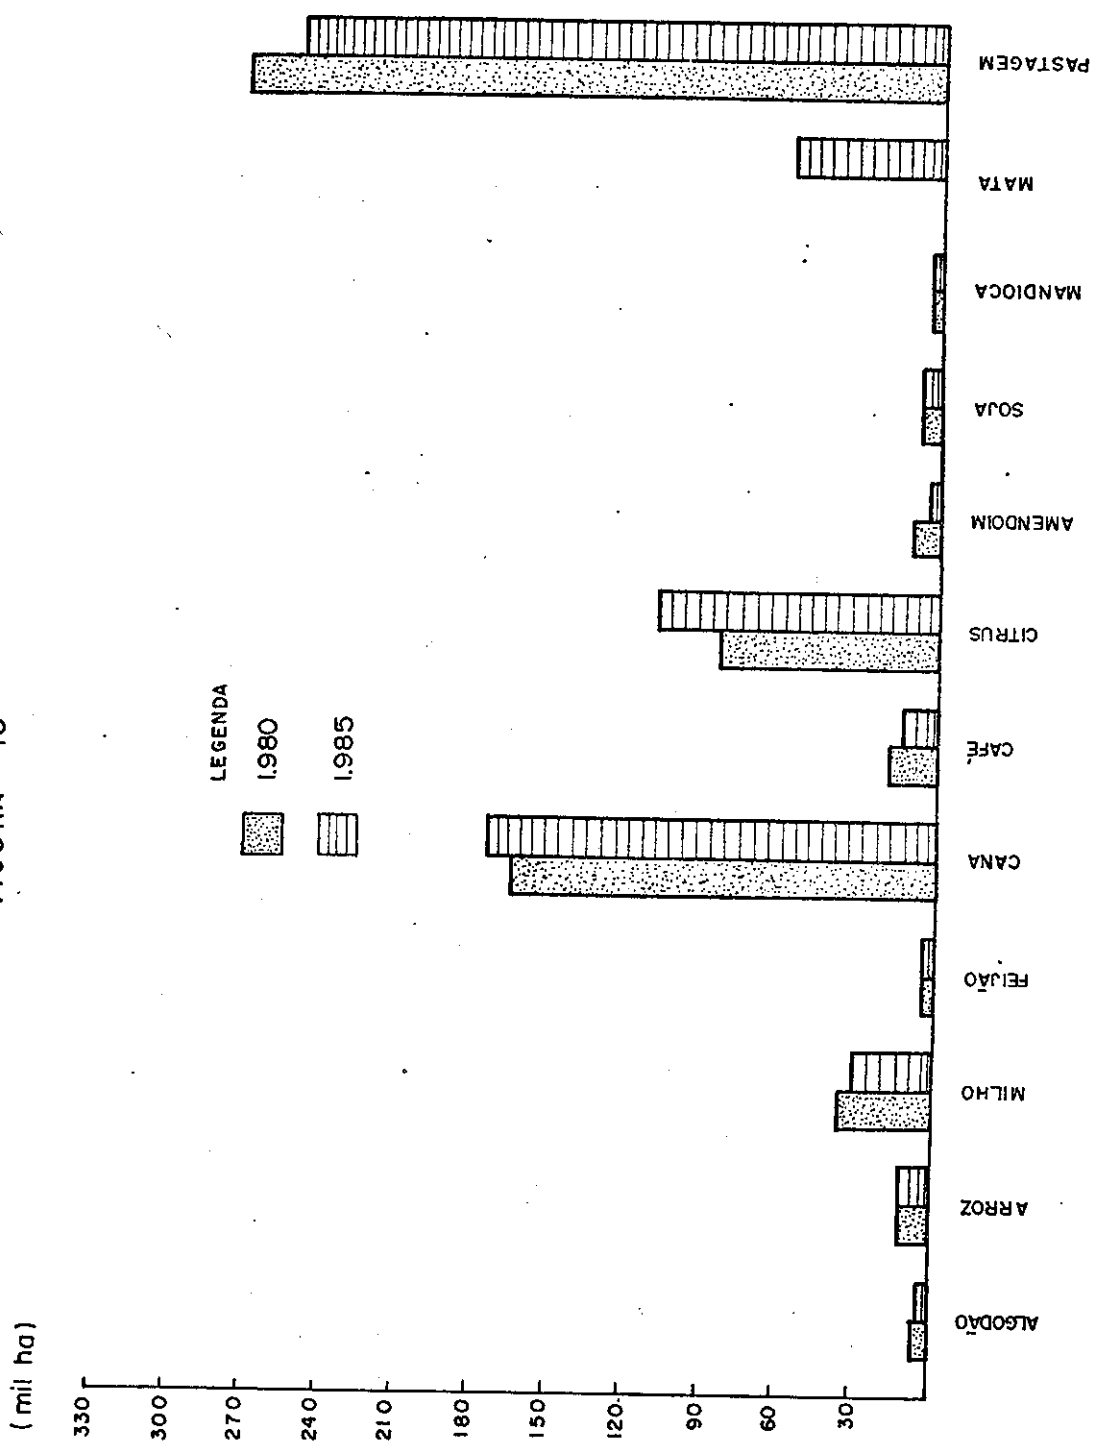 (mil ha)
330
300
270
240
210
180
150
120
90
60
30
LEGENDA
1.980
1.985
ALGODÃO
ARROZ
MILHO
FEIJÃO
CANA
CAFÉ
CITRUS
AMENDOIM
SOJA
MANDIOCA
MATA
PASTAGEM